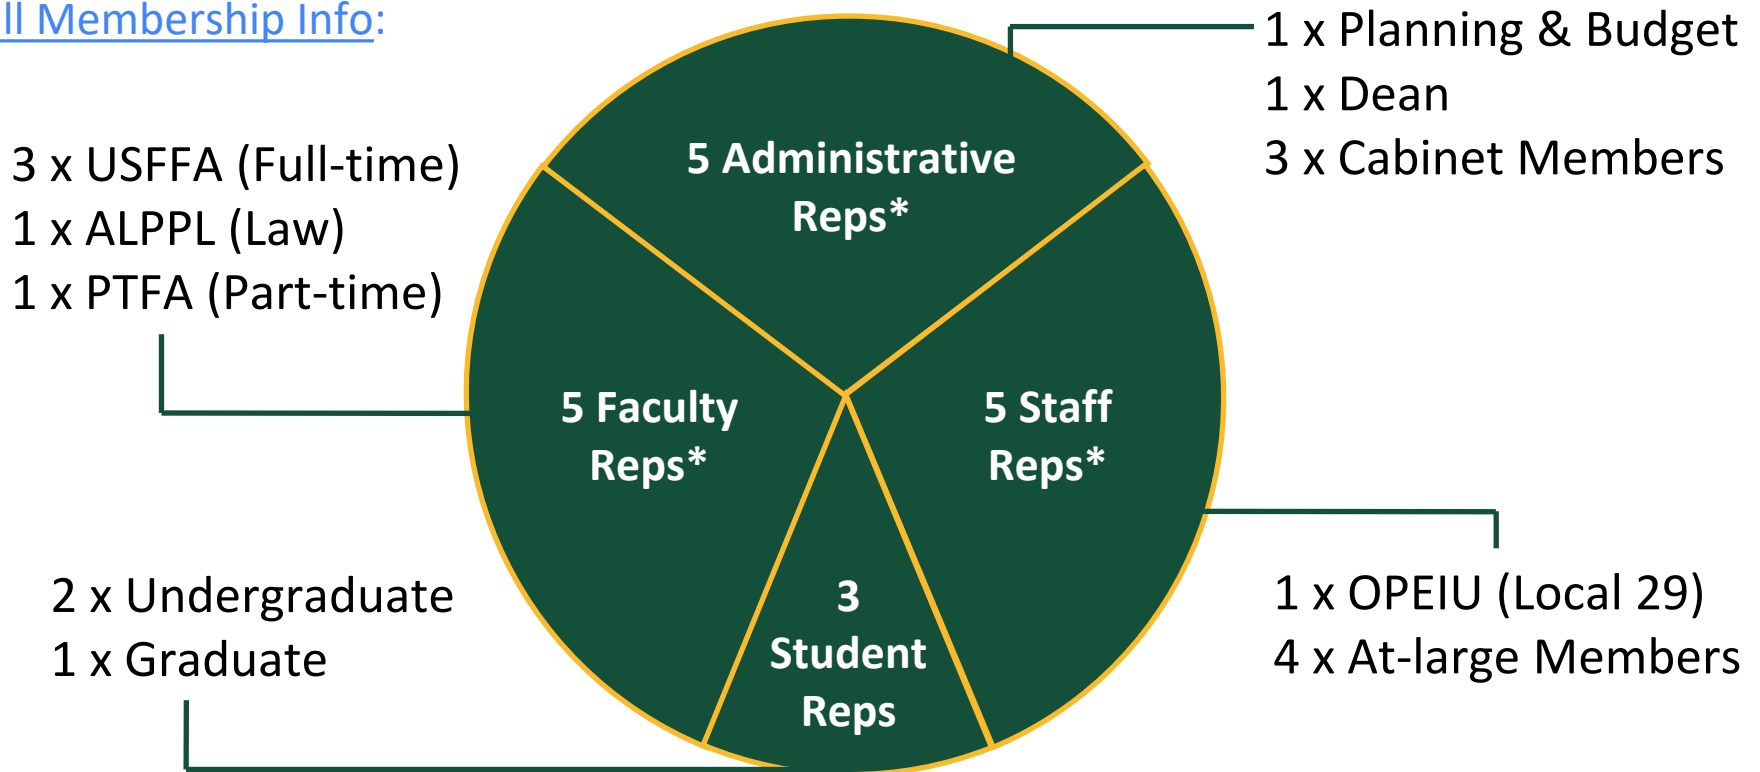 ll Membership Info:
1 x Planning & Budget
1 x Dean
3 x Cabinet Members
3 x USFFA (Full-time)
1 x ALPPL (Law)
1 x PTFA (Part-time)
5 Administrative
Reps*
5 Faculty
Reps*
5 Staff
Reps*
3
Student
Reps
2 x Undergraduate
1 x Graduate
1 x OPEIU (Local 29)
4 x At-large Members